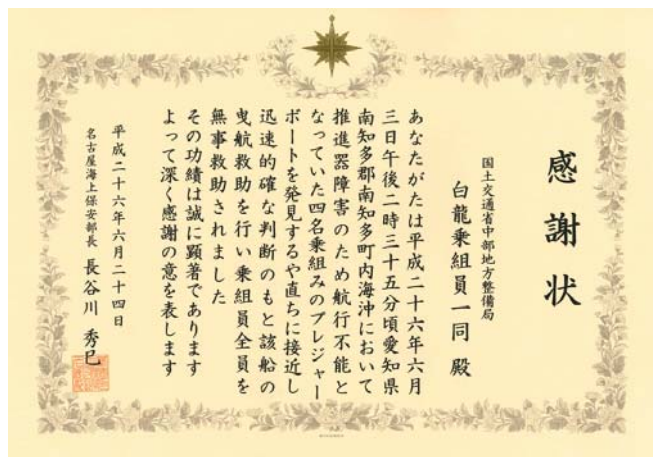 感謝状
国土交通省中部地方整備局
白龍乗組員一同 殿
あなたがたは平成二十六年六月
三日午後二時三十五分頃愛知県
南知多郡南知多町内海沖において
推進器障害のため航行不能と
なっていた四名乗組みのプレジャー
ボートを発見するや直ちに接近し
迅速的確な判断のもと該船の
曳航救助を行い乗組員全員を
無事救助されました
その功績は誠に顕著であります
よって深く感謝の意を表します
平成二十六年六月二十四日
名古屋海上保安部長 長谷川 秀巳